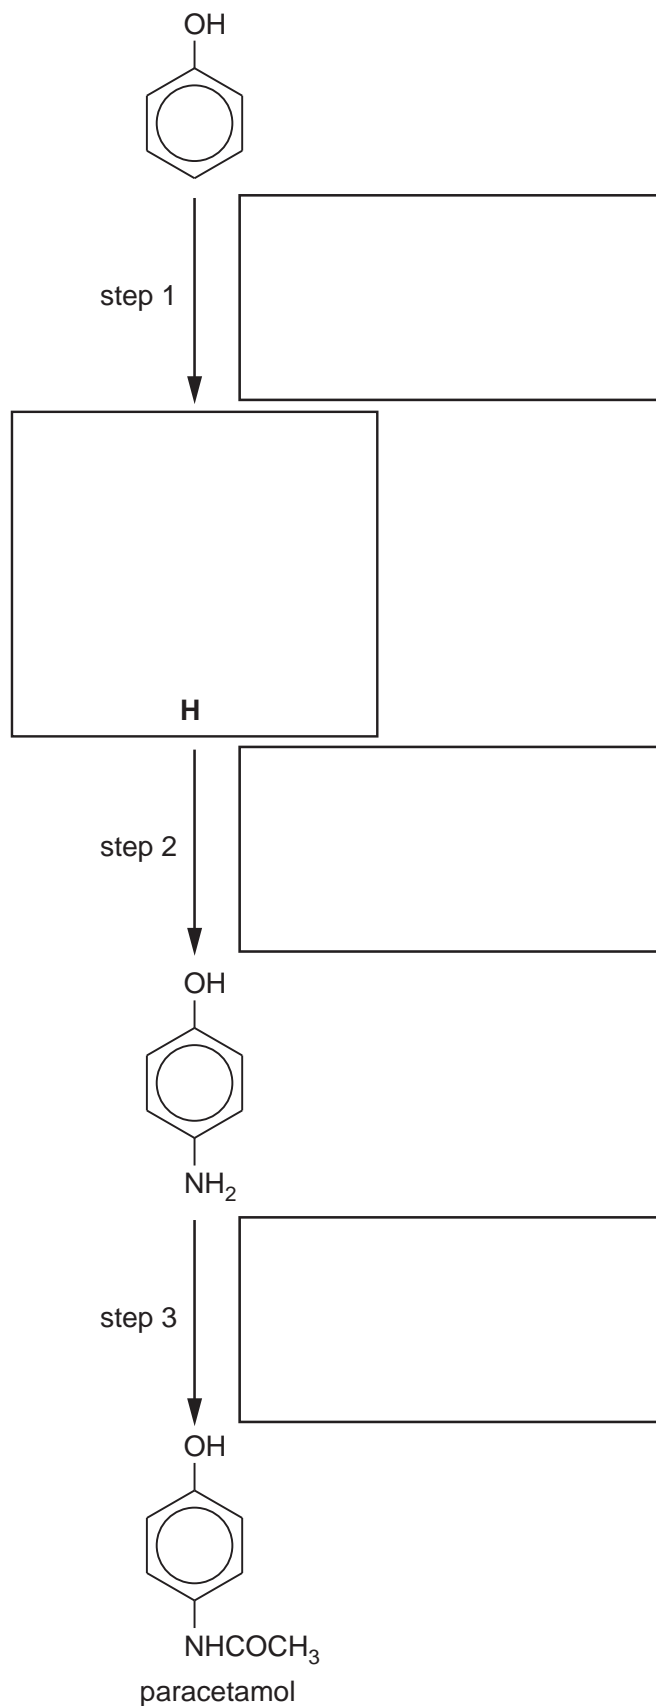 OH
step 1
H
step 2
OH
NH₂
step 3
OH
NHCOCH₃
paracetamol